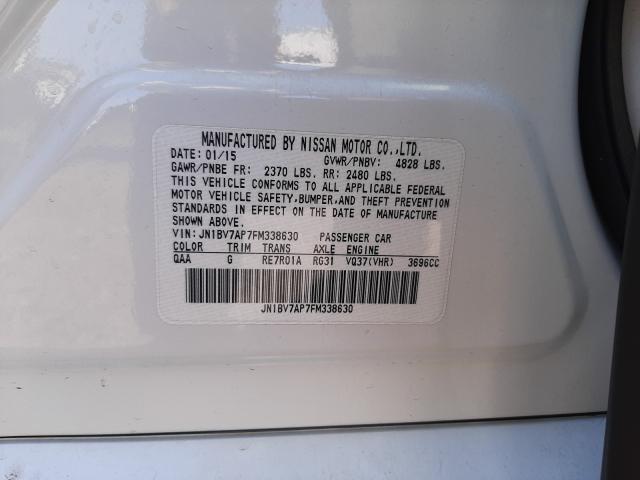 MANUFACTURED BY NISSAN MOTOR CO.,LTD.
DATE: 01/15 GVWR/PNBV: 4828 LBS.
GAWR/PNBE FR: 2370 LBS. RR: 2480 LBS.
THIS VEHICLE CONFORMS TO ALL APPLICABLE FEDERAL
MOTOR VEHICLE SAFETY,BUMPER,AND THEFT PREVENTION
STANDARDS IN EFFECT ON THE DATE OF MANUFACTURE
SHOWN ABOVE.
VIN: JN1BV7AP7FM338630 PASSENGER CAR
COLOR TRIM TRANS AXLE ENGINE
QAA G RE7R01A RG31 VQ37(VHR) 3696CC
JN1BV7AP7FM338630